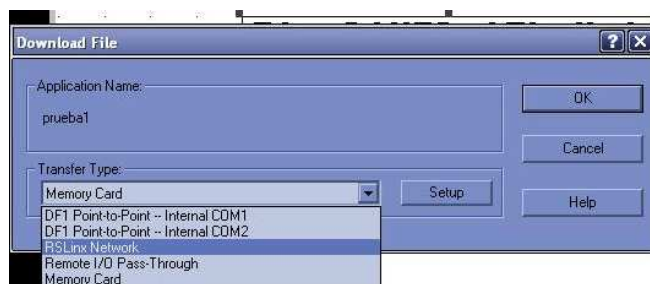 Download File
Application Name:
prueba1
OK
Cancel
Transfer Type:
Memory Card
Setup
Help
DF1 Point-to-Point -- Internal COM1
DF1 Point-to-Point -- Internal COM2
RSLinx Network
Remote I/O Pass-Through
Memory Card